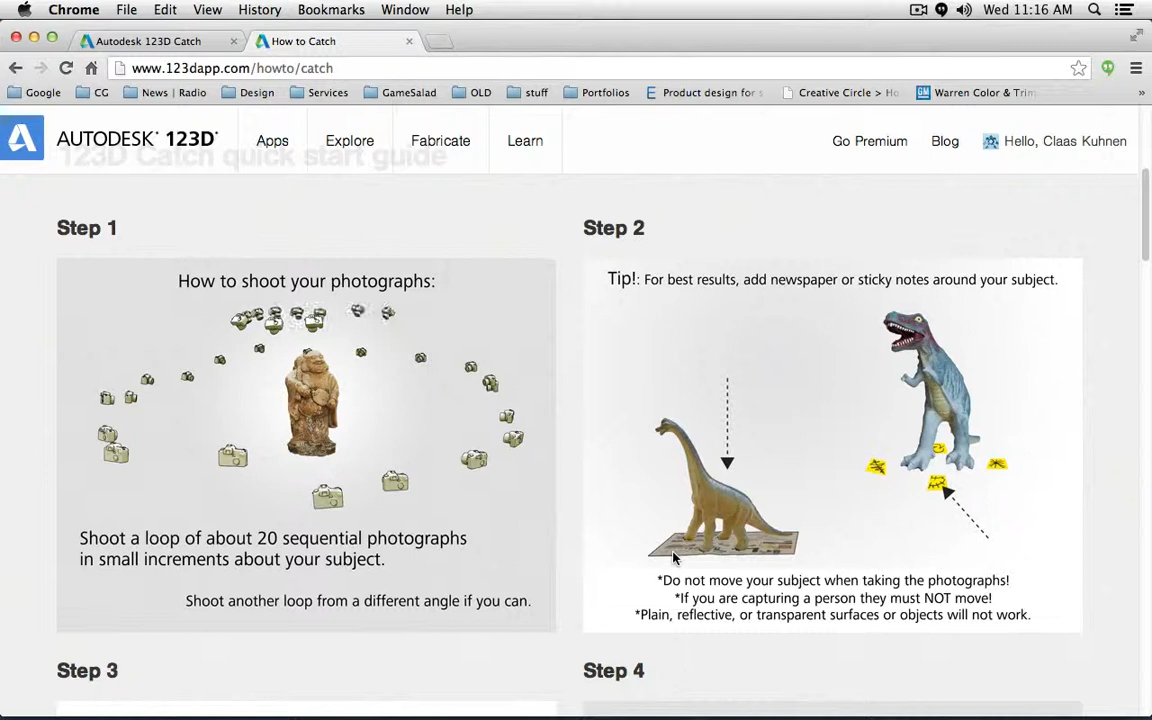 Chrome File Edit View History Bookmarks Window Help Wed 11:16 AM
Autodesk 123D Catch How to Catch
www.123dapp.com/howto/catch
Google CG News | Radio Design Services GameSalad OLD stuff Portfolios Product design for s Creative Circle > Ho Warren Color & Trim »
AUTODESK® 123D® Apps Explore Fabricate Learn Go Premium Blog Hello, Claas Kuhnen
123D Catch quick start guide
Step 1
How to shoot your photographs:
Shoot a loop of about 20 sequential photographs
in small increments about your subject.
Shoot another loop from a different angle if you can.
Step 2
Tip!: For best results, add newspaper or sticky notes around your subject.
*Do not move your subject when taking the photographs!
*If you are capturing a person they must NOT move!
*Plain, reflective, or transparent surfaces or objects will not work.
Step 3
Step 4